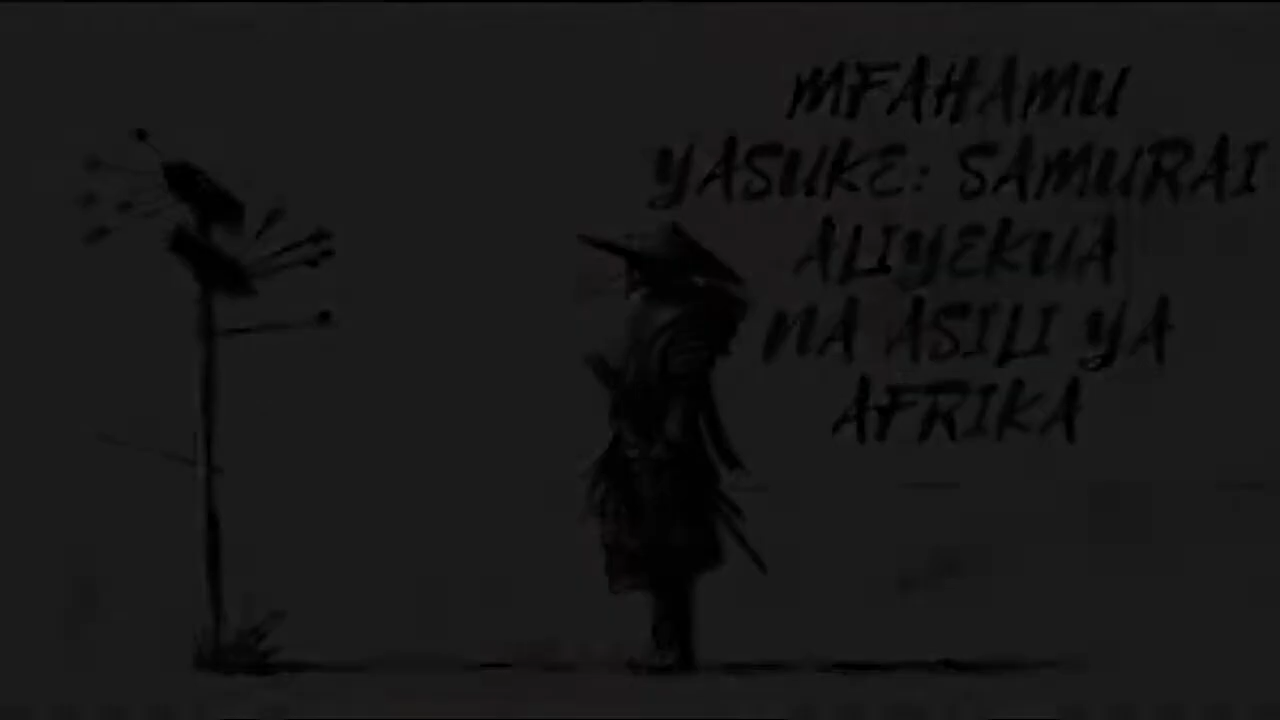 MFAHAMU
YASUKE: SAMURAI
ALIYEKUA
NA ASILI YA
AFRIKA